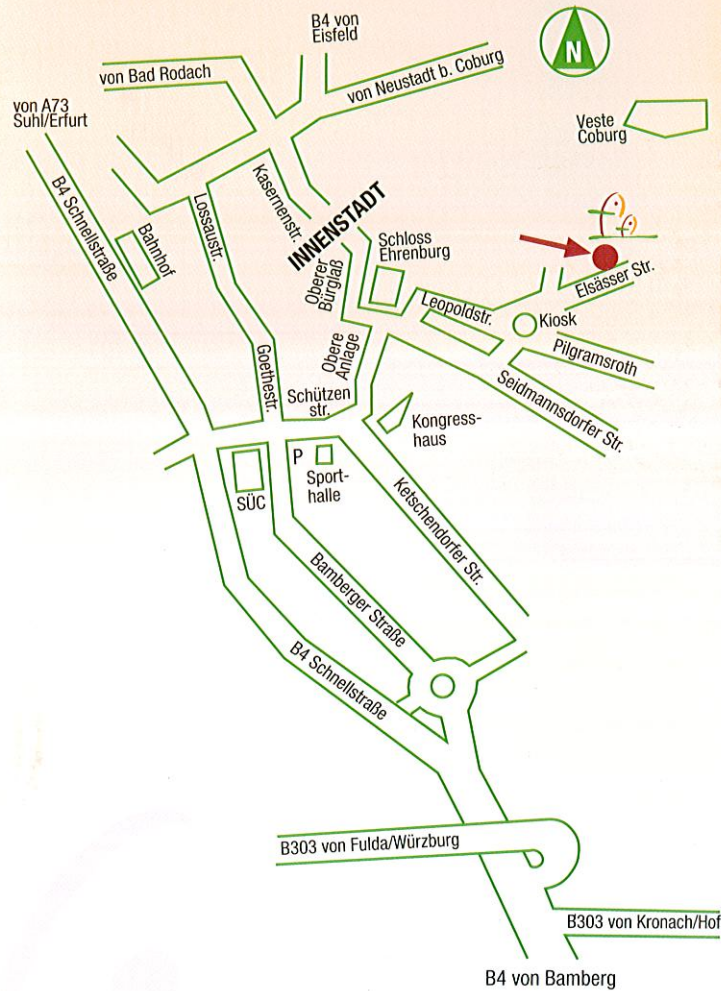 B4 von
Eisfeld
N
von Bad Rodach
von Neustadt b. Coburg
von A73
Suhl/Erfurt
Veste
Coburg
B4 Schnellstraße
Bahnhof
Lossaustr.
Kasernenstr.
INNENSTADT
Oberer
Bürglaß
Schloss
Ehrenburg
Leopoldstr.
Elsässer Str.
Kiosk
Pilgramsroth
Seidmannsdorfer Str.
Goethestr.
Obere
Anlage
Schützen
str.
Kongress-
haus
P
Sport-
halle
SÜC
Ketschendorfer Str.
Bamberger Straße
B4 Schnellstraße
B303 von Fulda/Würzburg
B303 von Kronach/Hof
B4 von Bamberg